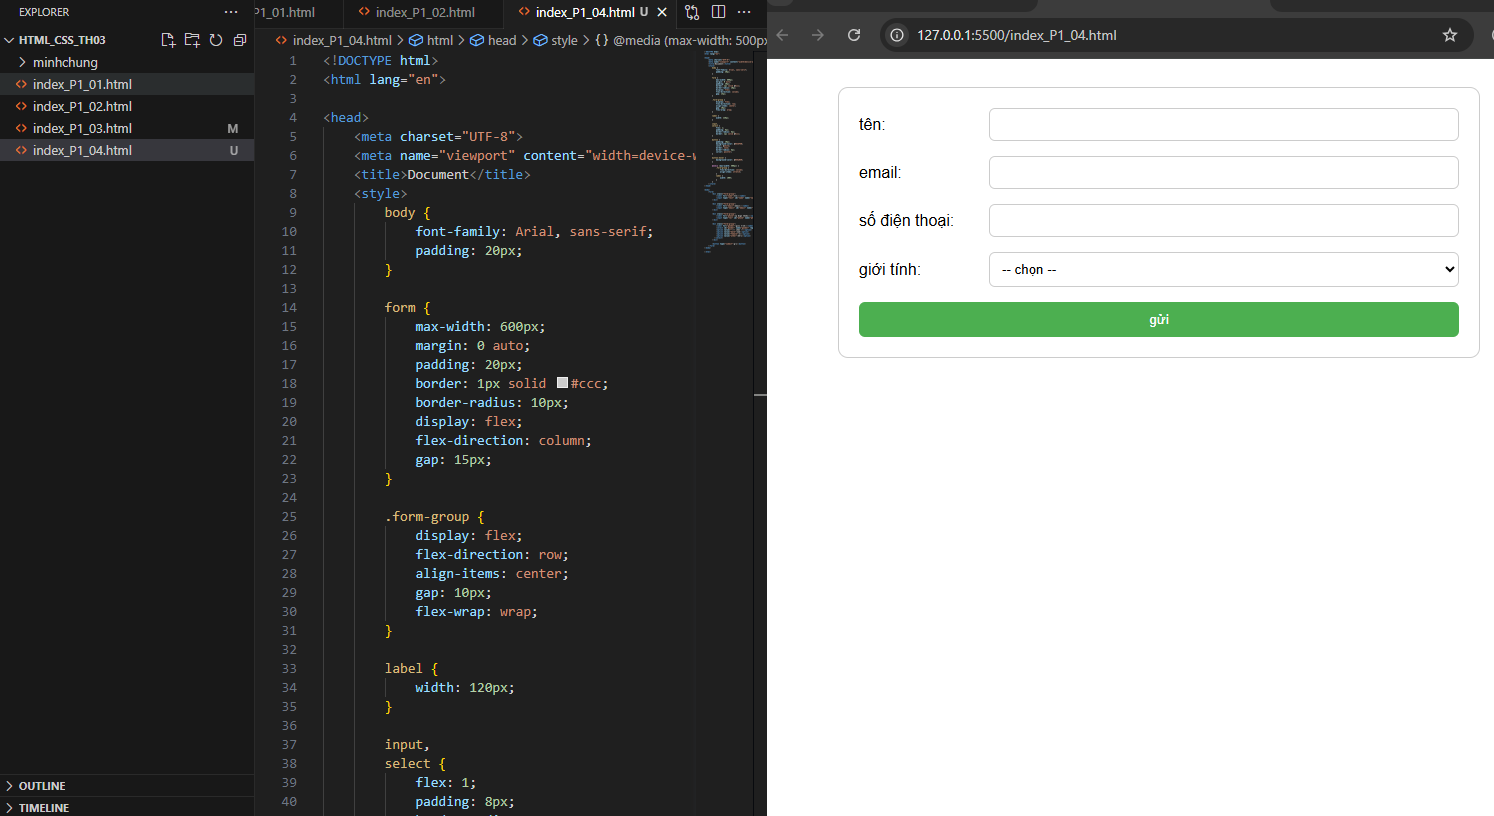 EXPLORER
HTML_CSS_TH03
minhchung
index_P1_01.html
index_P1_02.html
index_P1_03.html M
index_P1_04.html U
OUTLINE
TIMELINE
P1_01.html
index_P1_02.html
index_P1_04.html U
index_P1_04.html > html > head > style > {} @media (max-width: 500px
1 <!DOCTYPE html>
2 <html lang="en">
3
4 <head>
5 <meta charset="UTF-8">
6 <meta name="viewport" content="width=device-w
7 <title>Document</title>
8 <style>
9 body {
10 font-family: Arial, sans-serif;
11 padding: 20px;
12 }
13
14 form {
15 max-width: 600px;
16 margin: 0 auto;
17 padding: 20px;
18 border: 1px solid #ccc;
19 border-radius: 10px;
20 display: flex;
21 flex-direction: column;
22 gap: 15px;
23 }
24
25 .form-group {
26 display: flex;
27 flex-direction: row;
28 align-items: center;
29 gap: 10px;
30 flex-wrap: wrap;
31 }
32
33 label {
34 width: 120px;
35 }
36
37 input,
38 select {
39 flex: 1;
40 padding: 8px;
127.0.0.1:5500/index_P1_04.html
tên:
email:
số điện thoại:
giới tính:
-- chọn --
gửi